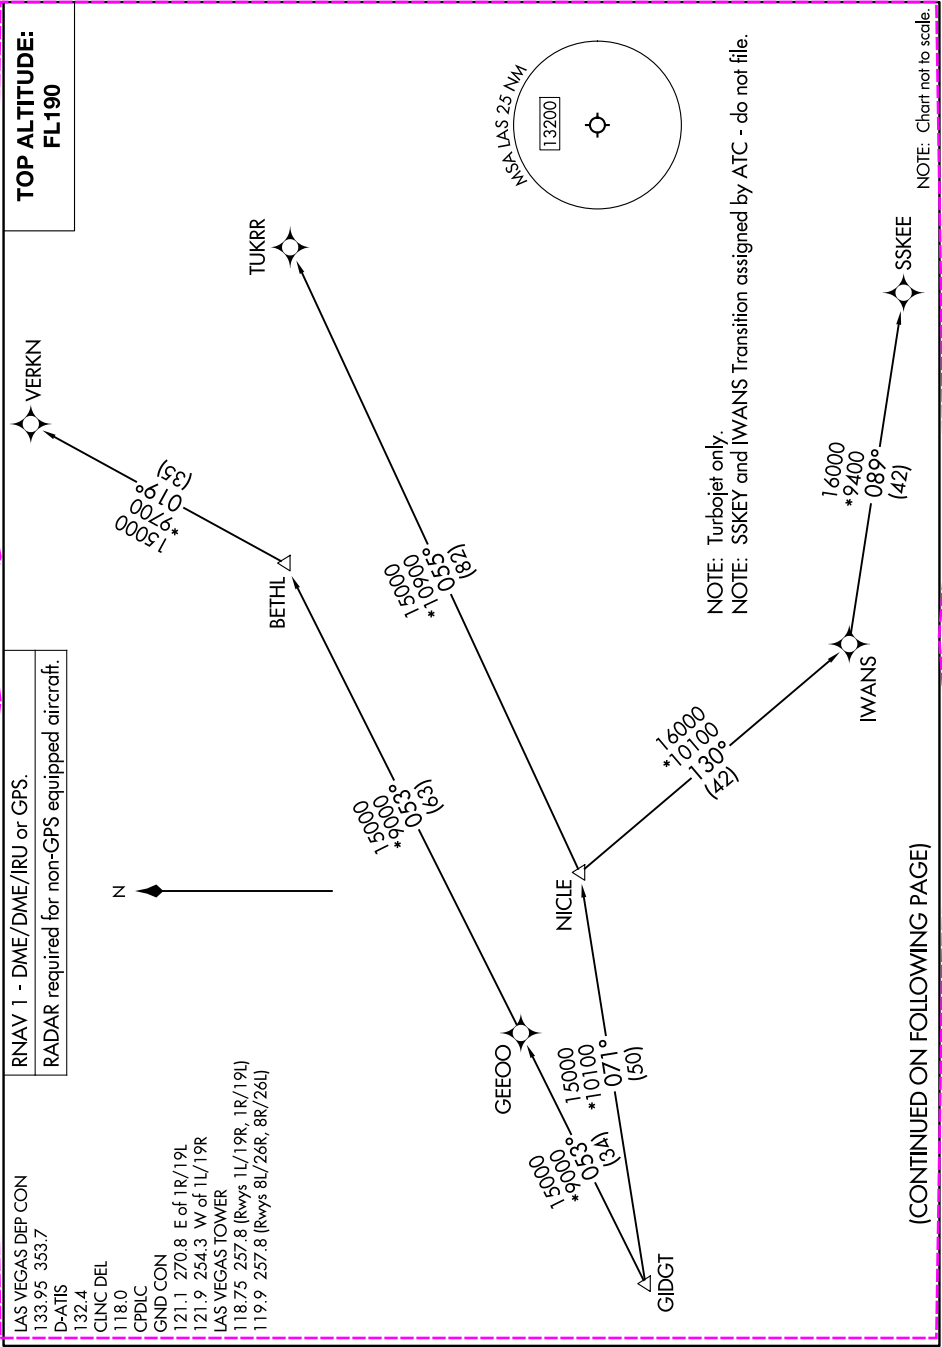 LAS VEGAS DEP CON
133.95 353.7
D-ATIS
132.4
CLNC DEL
118.0
CPDLC
GND CON
121.1 270.8 E of 1R/19L
121.9 254.3 W of 1L/19R
LAS VEGAS TOWER
118.75 257.8 (Rwys 1L/19R, 1R/19L)
119.9 257.8 (Rwys 8L/26R, 8R/26L)
RNAV 1 - DME/DME/IRU or GPS.
RADAR required for non-GPS equipped aircraft.
TOP ALTITUDE:
FL190
N
VERKN
15000
*9700
019°
(35)
BETHL
TUKRR
15000
*9000
053°
(63)
15000
*10900
055°
(82)
GEEOO
15000
*9000
053°
(34)
GIDGT
15000
*10100
071°
(50)
NICLE
16000
*10100
130°
(42)
IWANS
16000
*9400
089°
(42)
SSKEE
MSA LAS 25 NM
13200
NOTE: Turbojet only.
NOTE: SSKEY and IWANS Transition assigned by ATC - do not file.
(CONTINUED ON FOLLOWING PAGE)
NOTE: Chart not to scale.